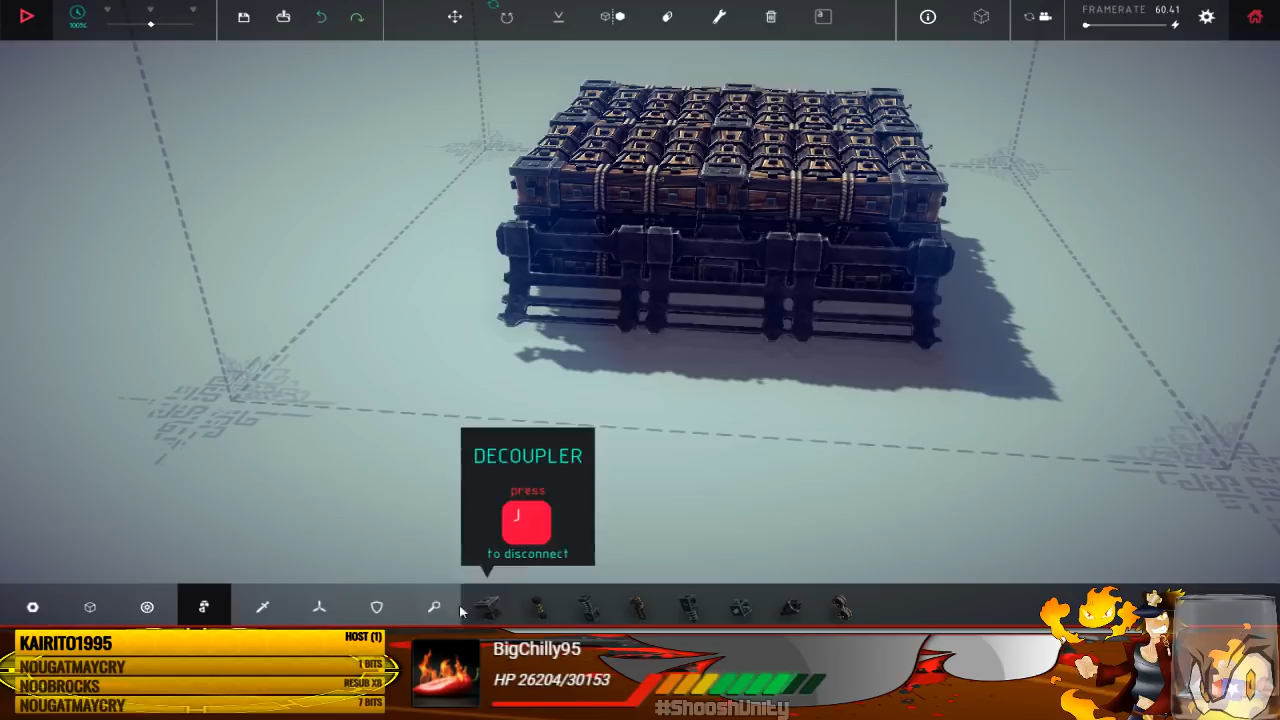 100%
a
FRAMERATE 60.41
DECOUPLER
press
J
to disconnect
KAIRITO1995 HOST (1)
NOUGATMAYCRY 1 BITS
NOOBROCKS RESUB X8
NOUGATMAYCRY 7 BITS
BigChilly95
HP 26204/30153
#ShooshUnity